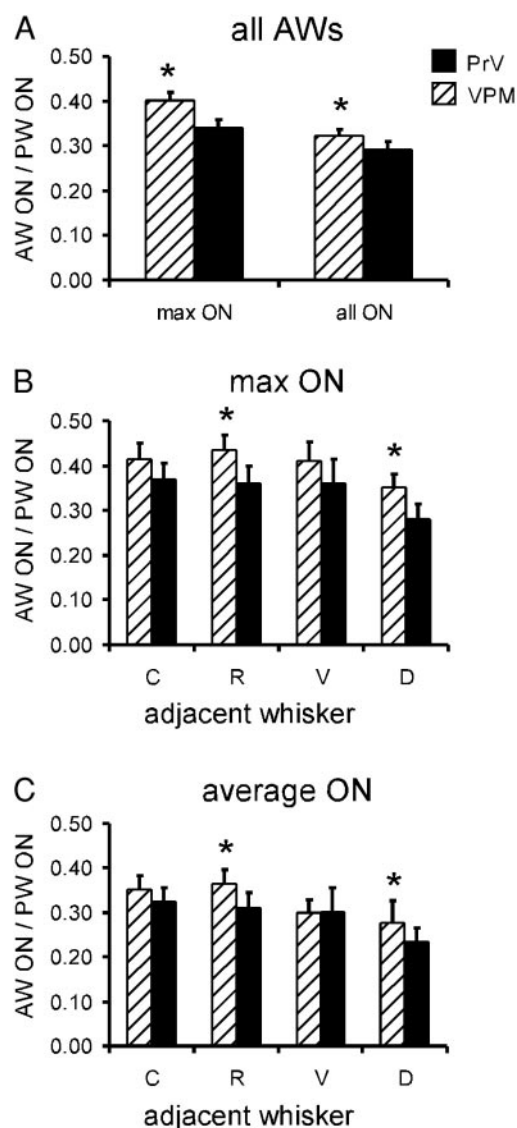 A
all AWs
PrV
VPM
AW ON / PW ON
0.50
0.40
0.30
0.20
0.10
0.00
*
*
max ON
all ON
B
max ON
AW ON / PW ON
0.50
0.40
0.30
0.20
0.10
0.00
*
*
C R V D
adjacent whisker
C
average ON
AW ON / PW ON
0.50
0.40
0.30
0.20
0.10
0.00
*
*
C R V D
adjacent whisker